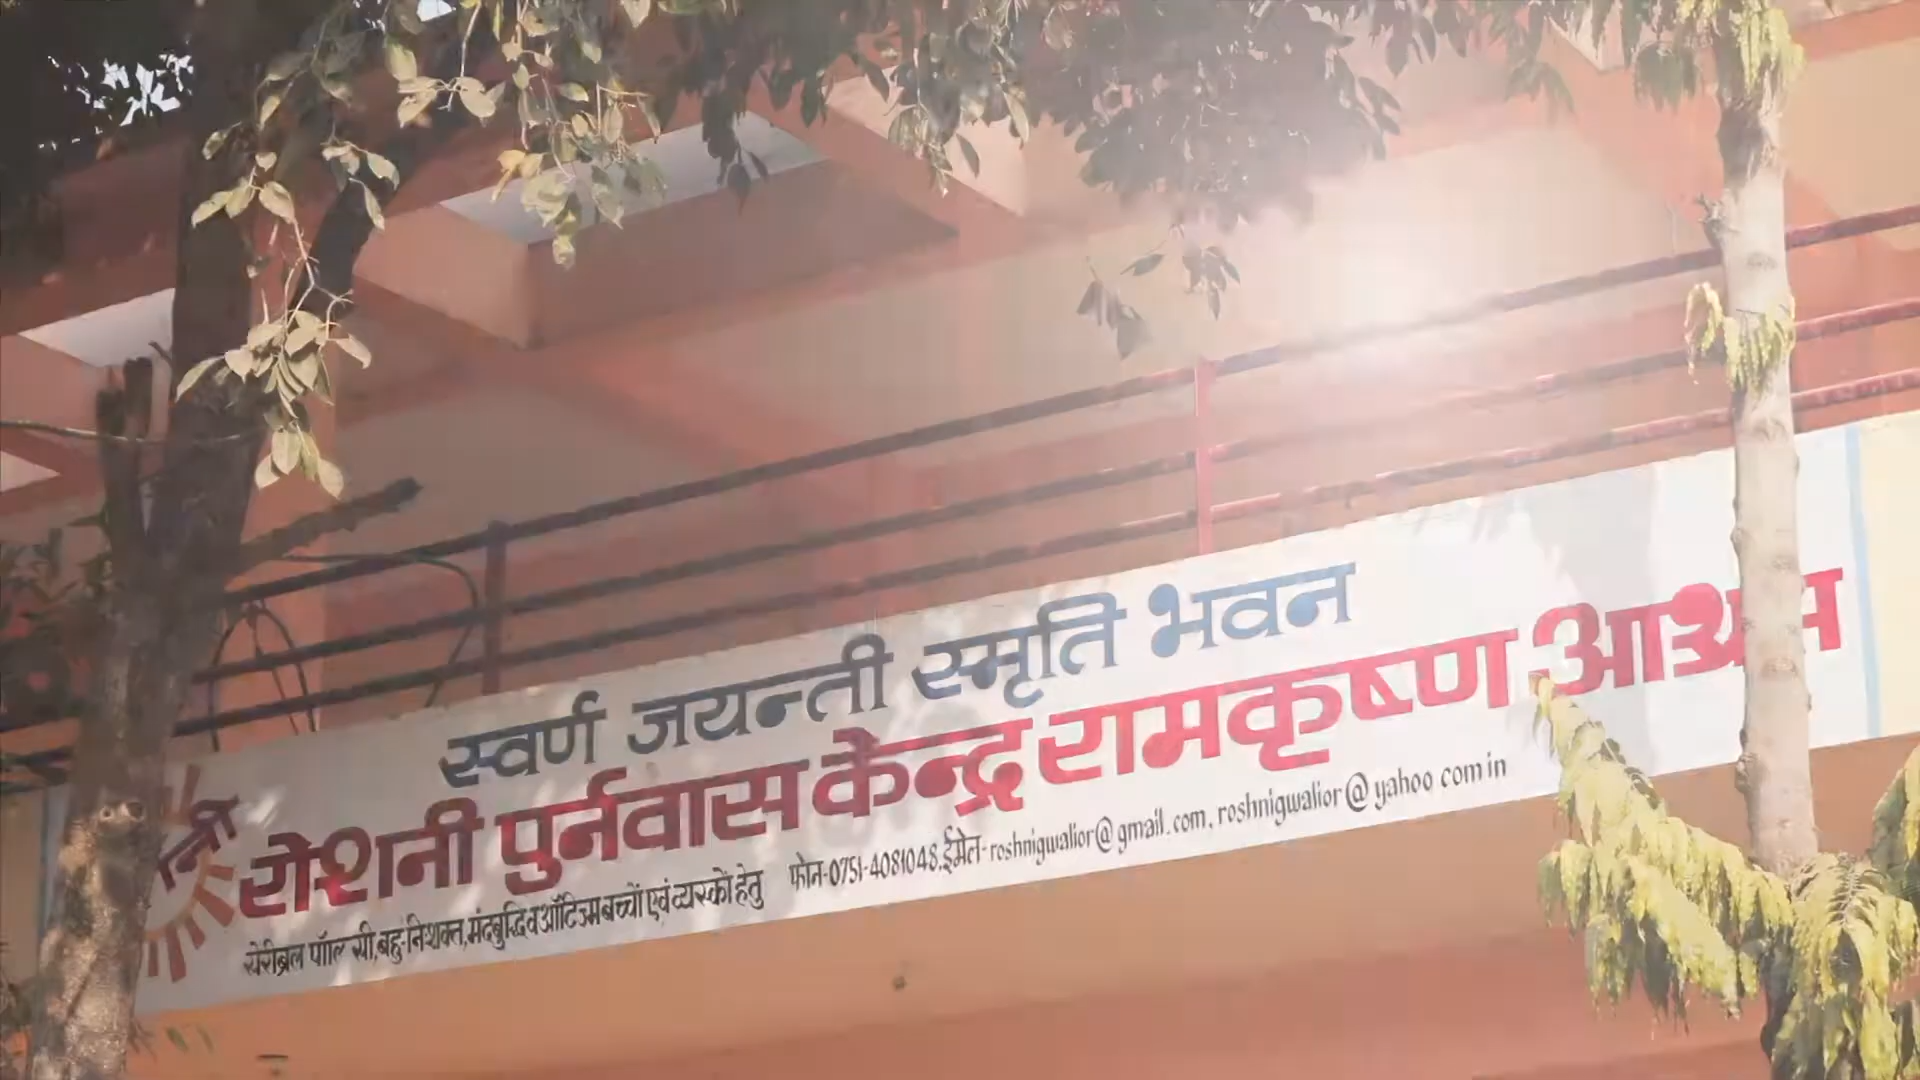 स्वर्ण जयन्ती स्मृति भवन
रोशनी पुर्नवास केन्द्र रामकृष्ण आश्रम
सेरीब्रल पॉलि सी, बहु-निःशक्त, मंदबुद्धि व ऑटिज्म बच्चों एवं व्यस्कों हेतु फोन-0751-4081048, ईमेल-roshnigwalior@gmail.com, roshnigwalior@yahoo com in